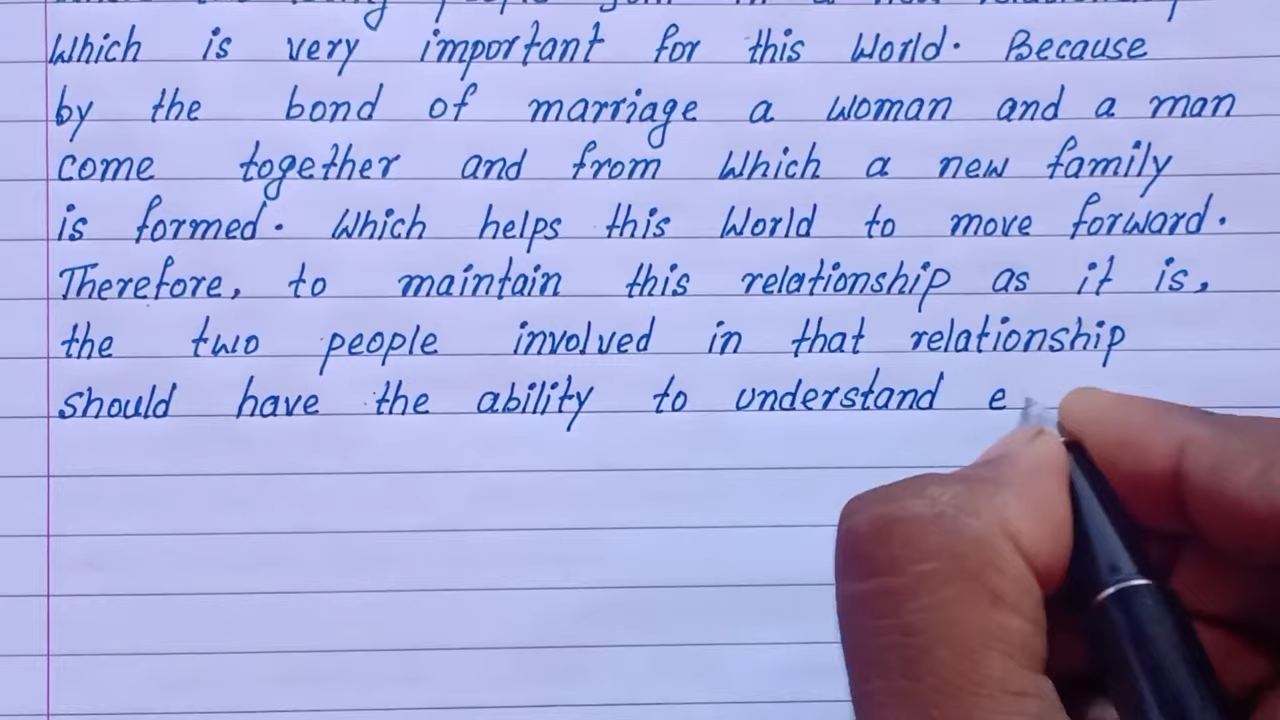 which is very important for this world. Because
by the bond of marriage a woman and a man
come together and from which a new family
is formed. which helps this world to move forward.
Therefore, to maintain this relationship as it is,
the two people involved in that relationship
should have the ability to understand e